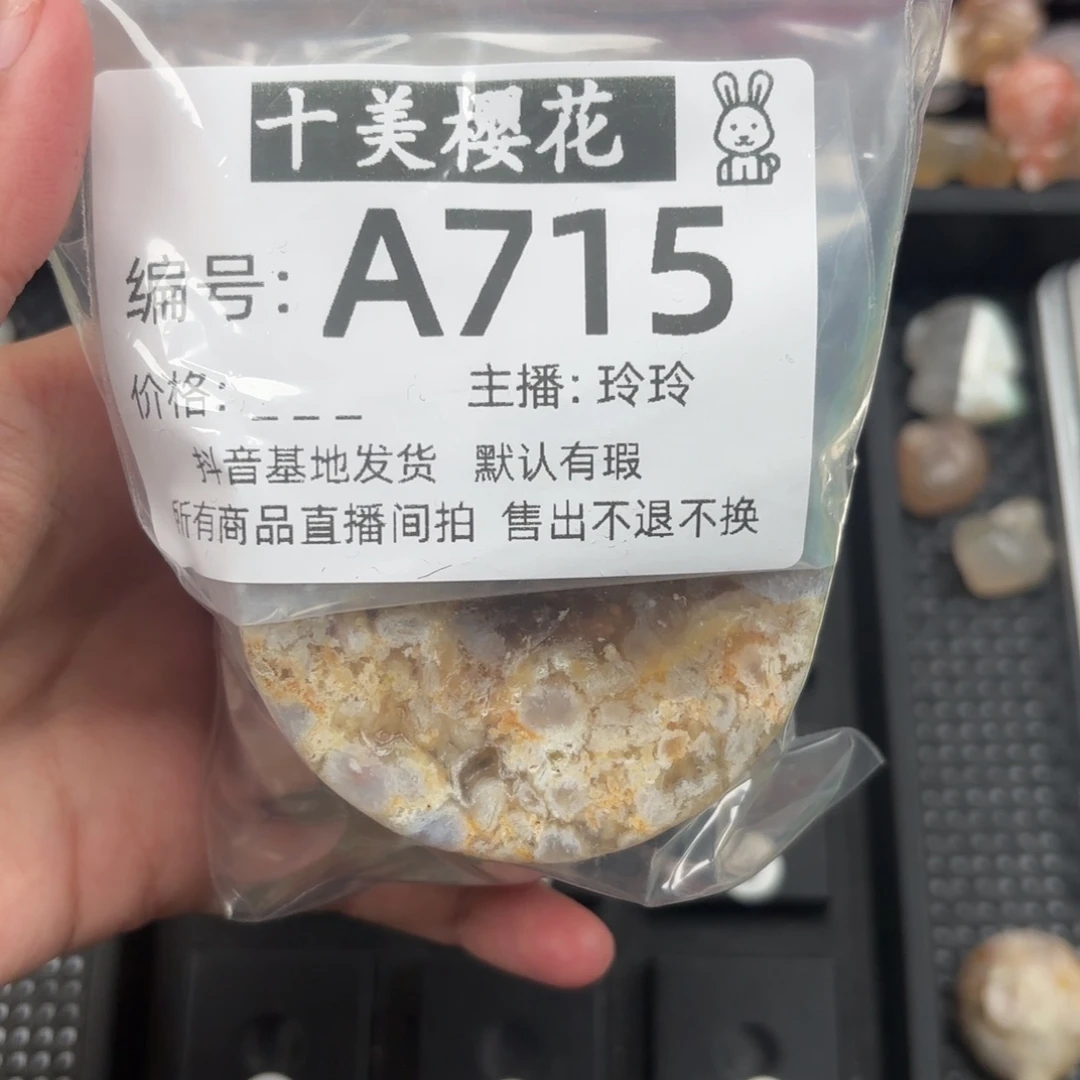 十美樱花
编号: A715
价格: _ _ _ 主播: 玲玲
抖音基地发货 默认有瑕
所有商品直播间拍 售出不退不换